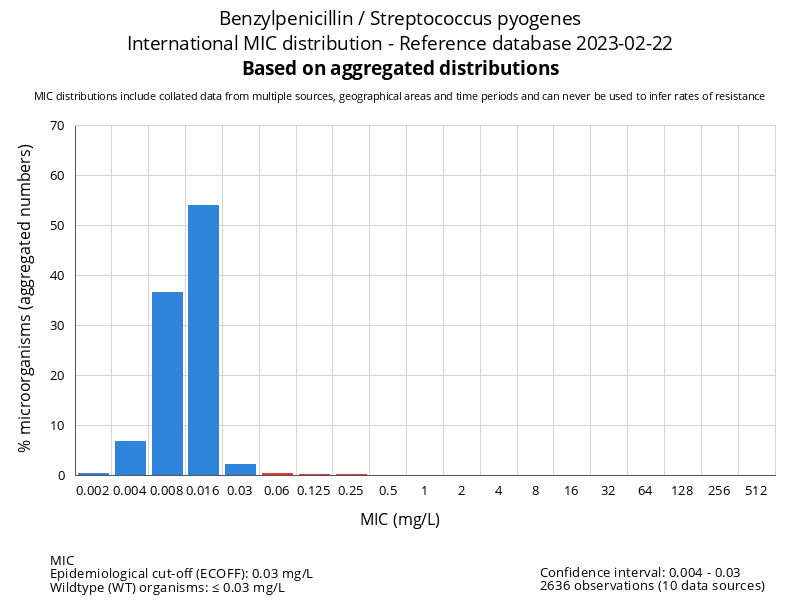 Benzylpenicillin / Streptococcus pyogenes
International MIC distribution - Reference database 2023-02-22
Based on aggregated distributions
MIC distributions include collated data from multiple sources, geographical areas and time periods and can never be used to infer rates of resistance
% microorganisms (aggregated numbers)
70
60
50
40
30
20
10
0
0.002 0.004 0.008 0.016 0.03 0.06 0.125 0.25 0.5 1 2 4 8 16 32 64 128 256 512
MIC (mg/L)
MIC
Epidemiological cut-off (ECOFF): 0.03 mg/L
Wildtype (WT) organisms: ≤ 0.03 mg/L
Confidence interval: 0.004 - 0.03
2636 observations (10 data sources)